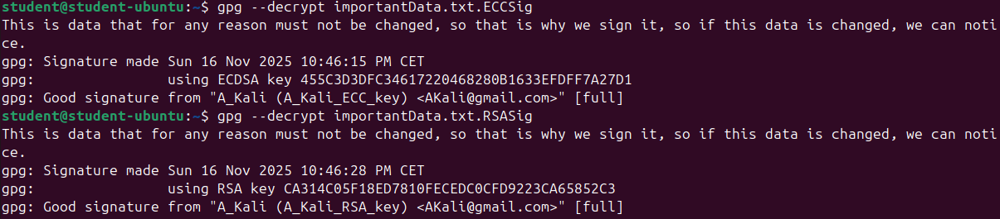 student@student-ubuntu:~$ gpg --decrypt importantData.txt.ECCSig
This is data that for any reason must not be changed, so that is why we sign it, so if this data is changed, we can noti
ce.
gpg: Signature made Sun 16 Nov 2025 10:46:15 PM CET
gpg:                using ECDSA key 455C3D3DFC34617220468280B1633EFDFF7A27D1
gpg: Good signature from "A_Kali (A_Kali_ECC_key) <AKali@gmail.com>" [full]
student@student-ubuntu:~$ gpg --decrypt importantData.txt.RSASig
This is data that for any reason must not be changed, so that is why we sign it, so if this data is changed, we can noti
ce.
gpg: Signature made Sun 16 Nov 2025 10:46:28 PM CET
gpg:                using RSA key CA314C05F18ED7810FECEDC0CFD9223CA65852C3
gpg: Good signature from "A_Kali (A_Kali_RSA_key) <AKali@gmail.com>" [full]